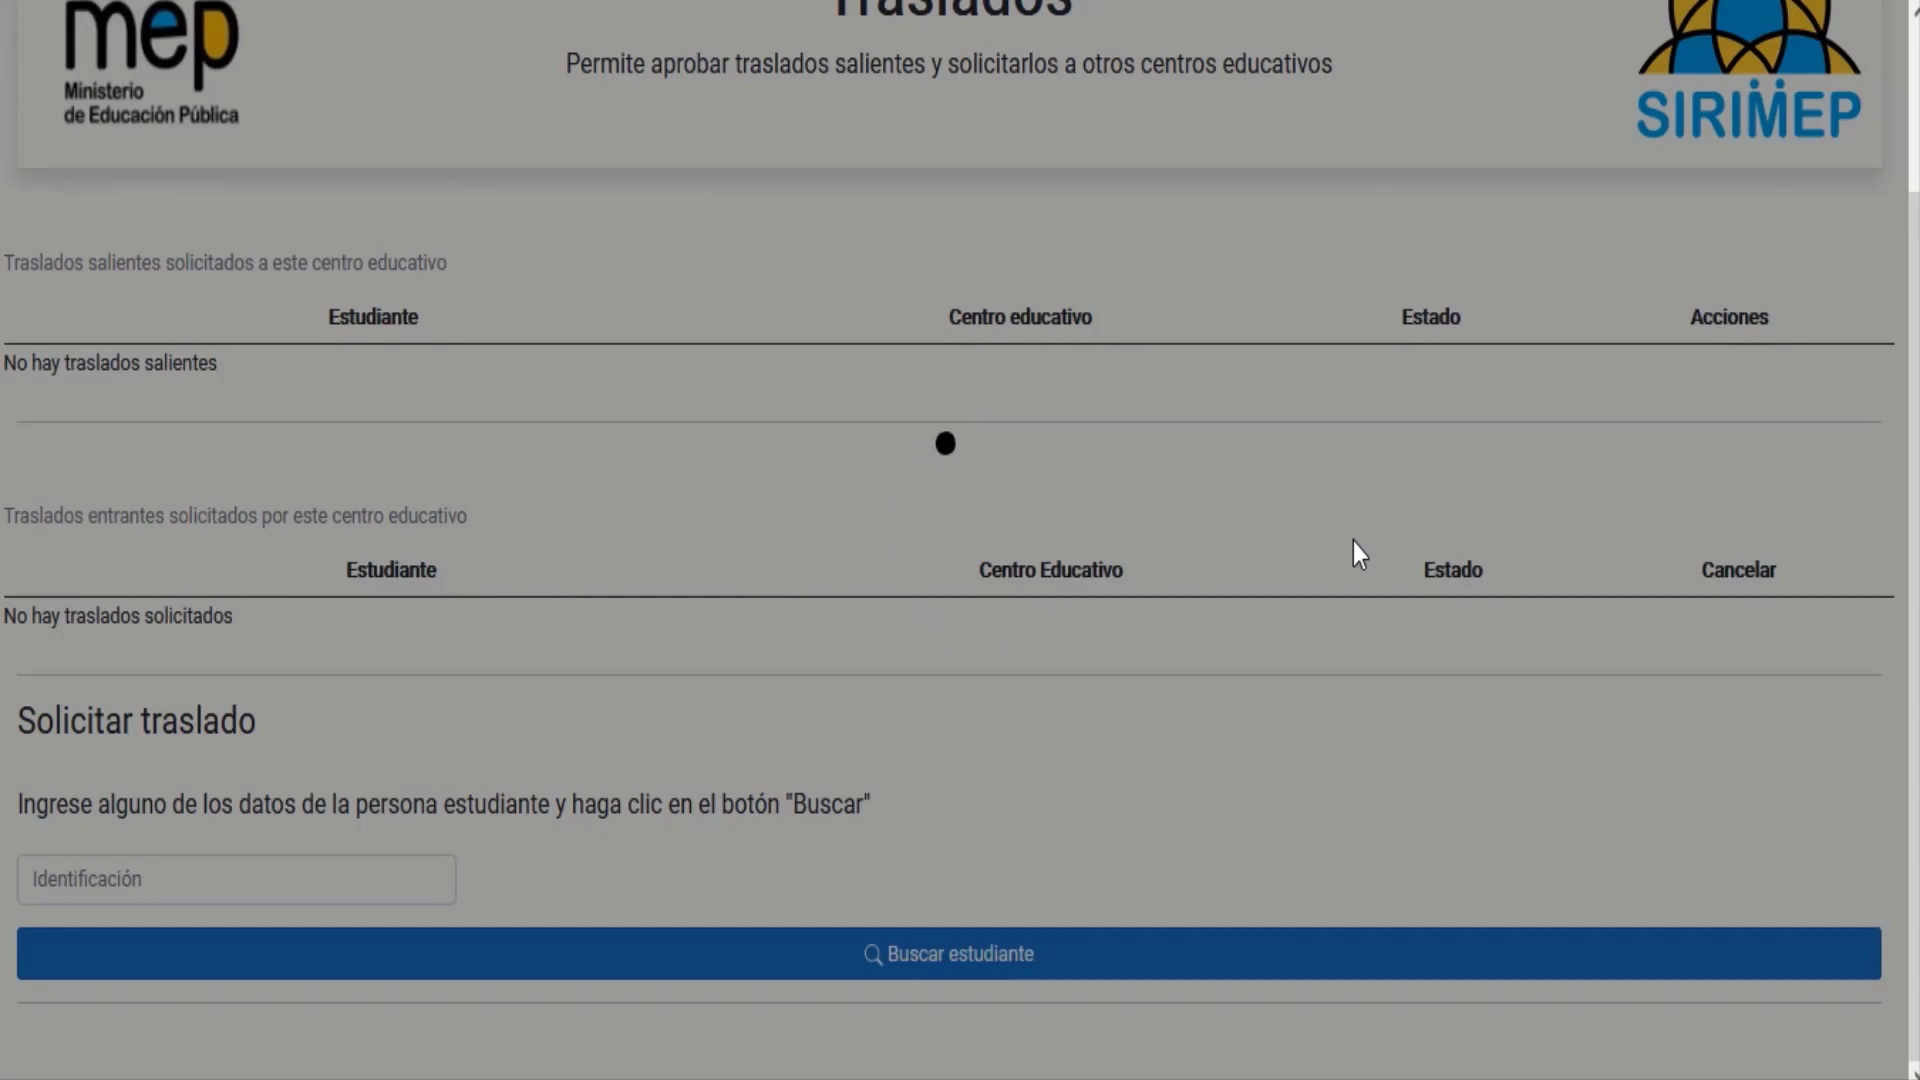 Traslados
mep
Ministerio
de Educación Pública
Permite aprobar traslados salientes y solicitarlos a otros centros educativos
SIRIMEP
Traslados salientes solicitados a este centro educativo
Estudiante Centro educativo Estado Acciones
No hay traslados salientes
Traslados entrantes solicitados por este centro educativo
Estudiante Centro Educativo Estado Cancelar
No hay traslados solicitados
Solicitar traslado
Ingrese alguno de los datos de la persona estudiante y haga clic en el botón "Buscar"
Identificación
Buscar estudiante